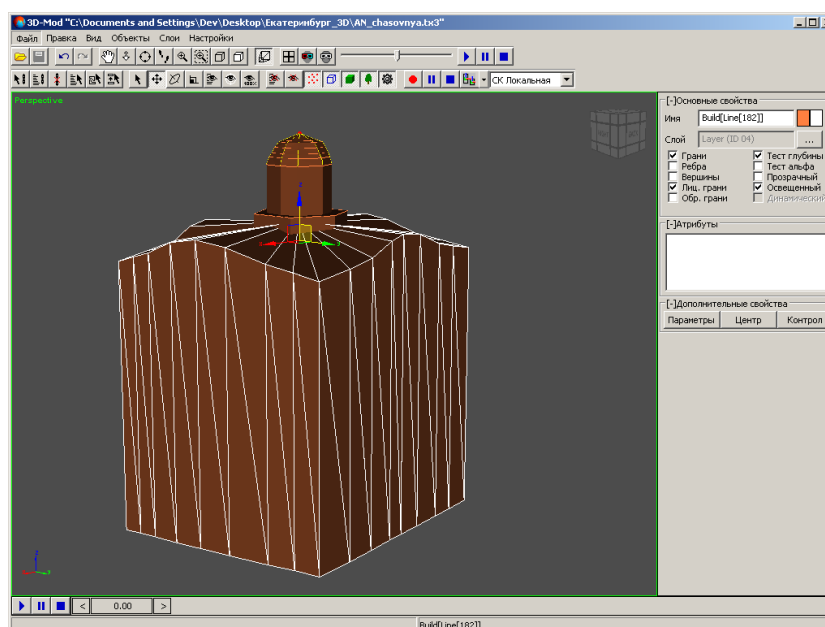 3D-Mod "C:\Documents and Settings\Dev\Desktop\Екатеринбург_3D\AN_chasovnya.tx3"
Файл Правка Вид Объекты Слои Настройки
СК Локальная
Perspective
[-]Основные свойства
Имя Build[Line[182]]
Слой Layer (ID 04) ...
Грани Тест глубины
Ребра Тест альфа
Вершины Прозрачный
Лиц. грани Освещенный
Обр. грани Динамический
[-]Атрибуты
[-]Дополнительные свойства
Параметры Центр Контрол
z
x y
z
< 0.00 >
Build[Line[182]]